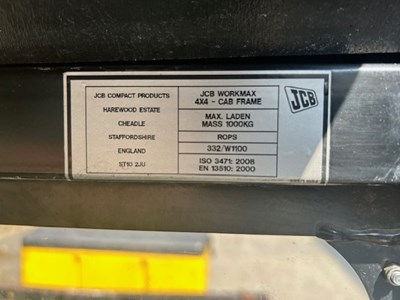 JCB COMPACT PRODUCTS
HAREWOOD ESTATE
CHEADLE
STAFFORDSHIRE
ENGLAND
ST10 2JU
JCB WORKMAX
4X4 - CAB FRAME
MAX. LADEN
MASS 1000KG
ROPS
332/W1100
ISO 3471: 2008
EN 13510: 2000
JCB